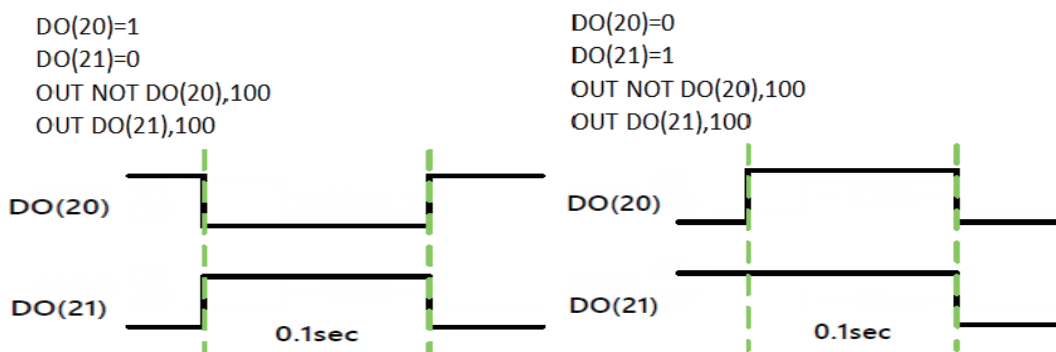 DO(20)=1
DO(21)=0
OUT NOT DO(20),100
OUT DO(21),100
DO(20)
DO(21)
0.1sec
DO(20)=0
DO(21)=1
OUT NOT DO(20),100
OUT DO(21),100
DO(20)
DO(21)
0.1sec